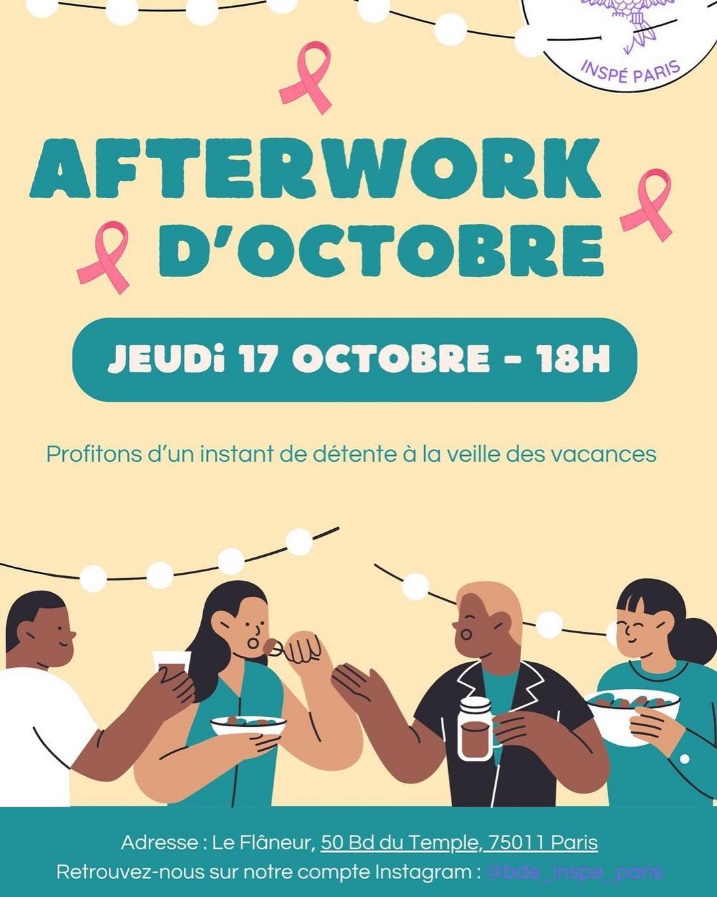 INSPÉ PARIS
AFTERWORK
D'OCTOBRE
JEUDi 17 OCTOBRE - 18H
Profitons d'un instant de détente à la veille des vacances
Adresse : Le Flâneur, 50 Bd du Temple, 75011 Paris
Retrouvez-nous sur notre compte Instagram : @bde_inspe_paris